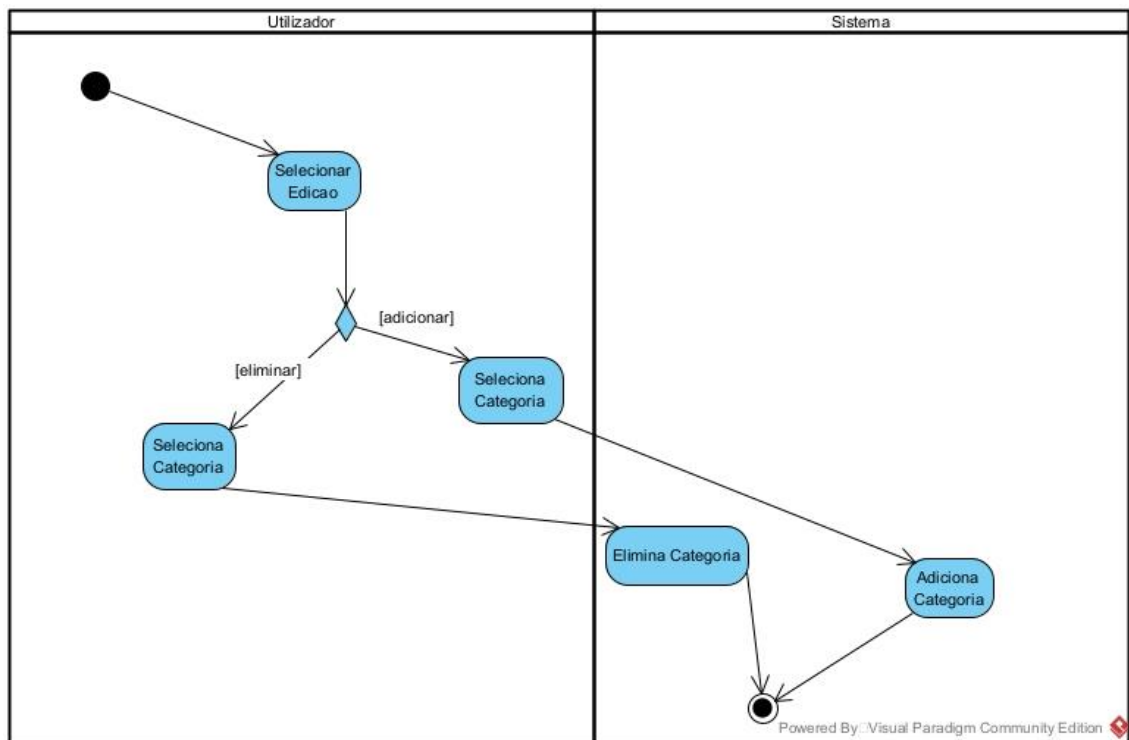 Utilizador
Sistema
Selecionar
Edicao
[adicionar]
[eliminar]
Seleciona
Categoria
Seleciona
Categoria
Elimina Categoria
Adiciona
Categoria
Powered By Visual Paradigm Community Edition